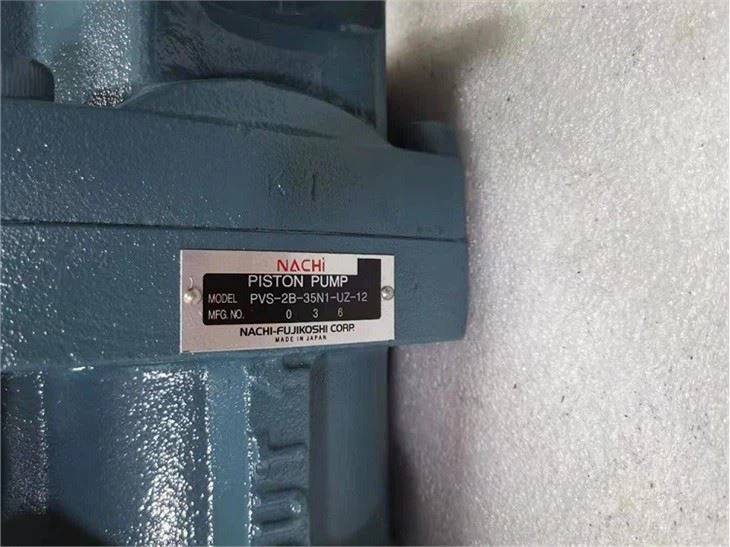 NACHi
PISTON PUMP
MODEL PVS-2B-35N1-UZ-12
MFG. NO. 0 3 6
NACHI-FUJIKOSHI CORP.
MADE IN JAPAN